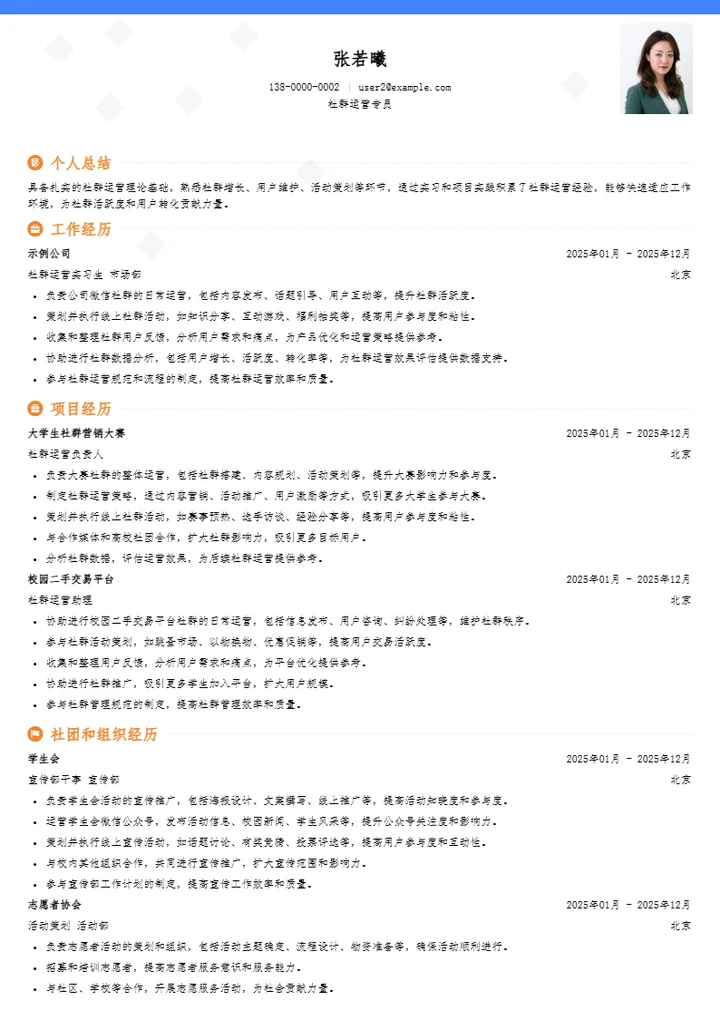 张若曦
138-0000-0002 | user2@example.com
社群运营专员
个人总结
具备扎实的社群运营理论基础，熟悉社群增长、用户维护、活动策划等环节，通过实习和项目实践积累了社群运营经验，能够快速适应工作
环境，为社群活跃度和用户转化贡献力量。
工作经历
示例公司 2025年01月 - 2025年12月
社群运营实习生 市场部 北京
• 负责公司微信社群的日常运营，包括内容发布、话题引导、用户互动等，提升社群活跃度。
• 策划并执行线上社群活动，如知识分享、互动游戏、福利抽奖等，提高用户参与度和粘性。
• 收集和整理社群用户反馈，分析用户需求和痛点，为产品优化和运营策略提供参考。
• 协助进行社群数据分析，包括用户增长、活跃度、转化率等，为社群运营效果评估提供数据支持。
• 参与社群运营规范和流程的制定，提高社群运营效率和质量。
项目经历
大学生社群营销大赛 2025年01月 - 2025年12月
社群运营负责人 北京
• 负责大赛社群的整体运营，包括社群搭建、内容规划、活动策划等，提升大赛影响力和参与度。
• 制定社群运营策略，通过内容营销、活动推广、用户激励等方式，吸引更多大学生参与大赛。
• 策划并执行线上社群活动，如赛事预热、选手访谈、经验分享等，提高用户参与度和粘性。
• 与合作媒体和高校社团合作，扩大社群影响力，吸引更多目标用户。
• 分析社群数据，评估运营效果，为后续社群运营提供参考。
校园二手交易平台 2025年01月 - 2025年12月
社群运营助理 北京
• 协助进行校园二手交易平台社群的日常运营，包括信息发布、用户咨询、纠纷处理等，维护社群秩序。
• 参与社群活动策划，如跳蚤市场、以物换物、优惠促销等，提高用户交易活跃度。
• 收集和整理用户反馈，分析用户需求和痛点，为平台优化提供参考。
• 协助进行社群推广，吸引更多学生加入平台，扩大用户规模。
• 参与社群管理规范的制定，提高社群管理效率和质量。
社团和组织经历
学生会 2025年01月 - 2025年12月
宣传部干事 宣传部 北京
• 负责学生会活动的宣传推广，包括海报设计、文案撰写、线上推广等，提高活动知晓度和参与度。
• 运营学生会微信公众号，发布活动信息、校园新闻、学生风采等，提升公众号关注度和影响力。
• 策划并执行线上宣传活动，如话题讨论、有奖竞猜、投票评选等，提高用户参与度和互动性。
• 与校内其他组织合作，共同进行宣传推广，扩大宣传范围和影响力。
• 参与宣传部工作计划的制定，提高宣传工作效率和质量。
志愿者协会 2025年01月 - 2025年12月
活动策划 活动部 北京
• 负责志愿者活动的策划和组织，包括活动主题确定、流程设计、物资准备等，确保活动顺利进行。
• 招募和培训志愿者，提高志愿者服务意识和服务能力。
• 与社区、学校等合作，开展志愿服务活动，为社会贡献力量。